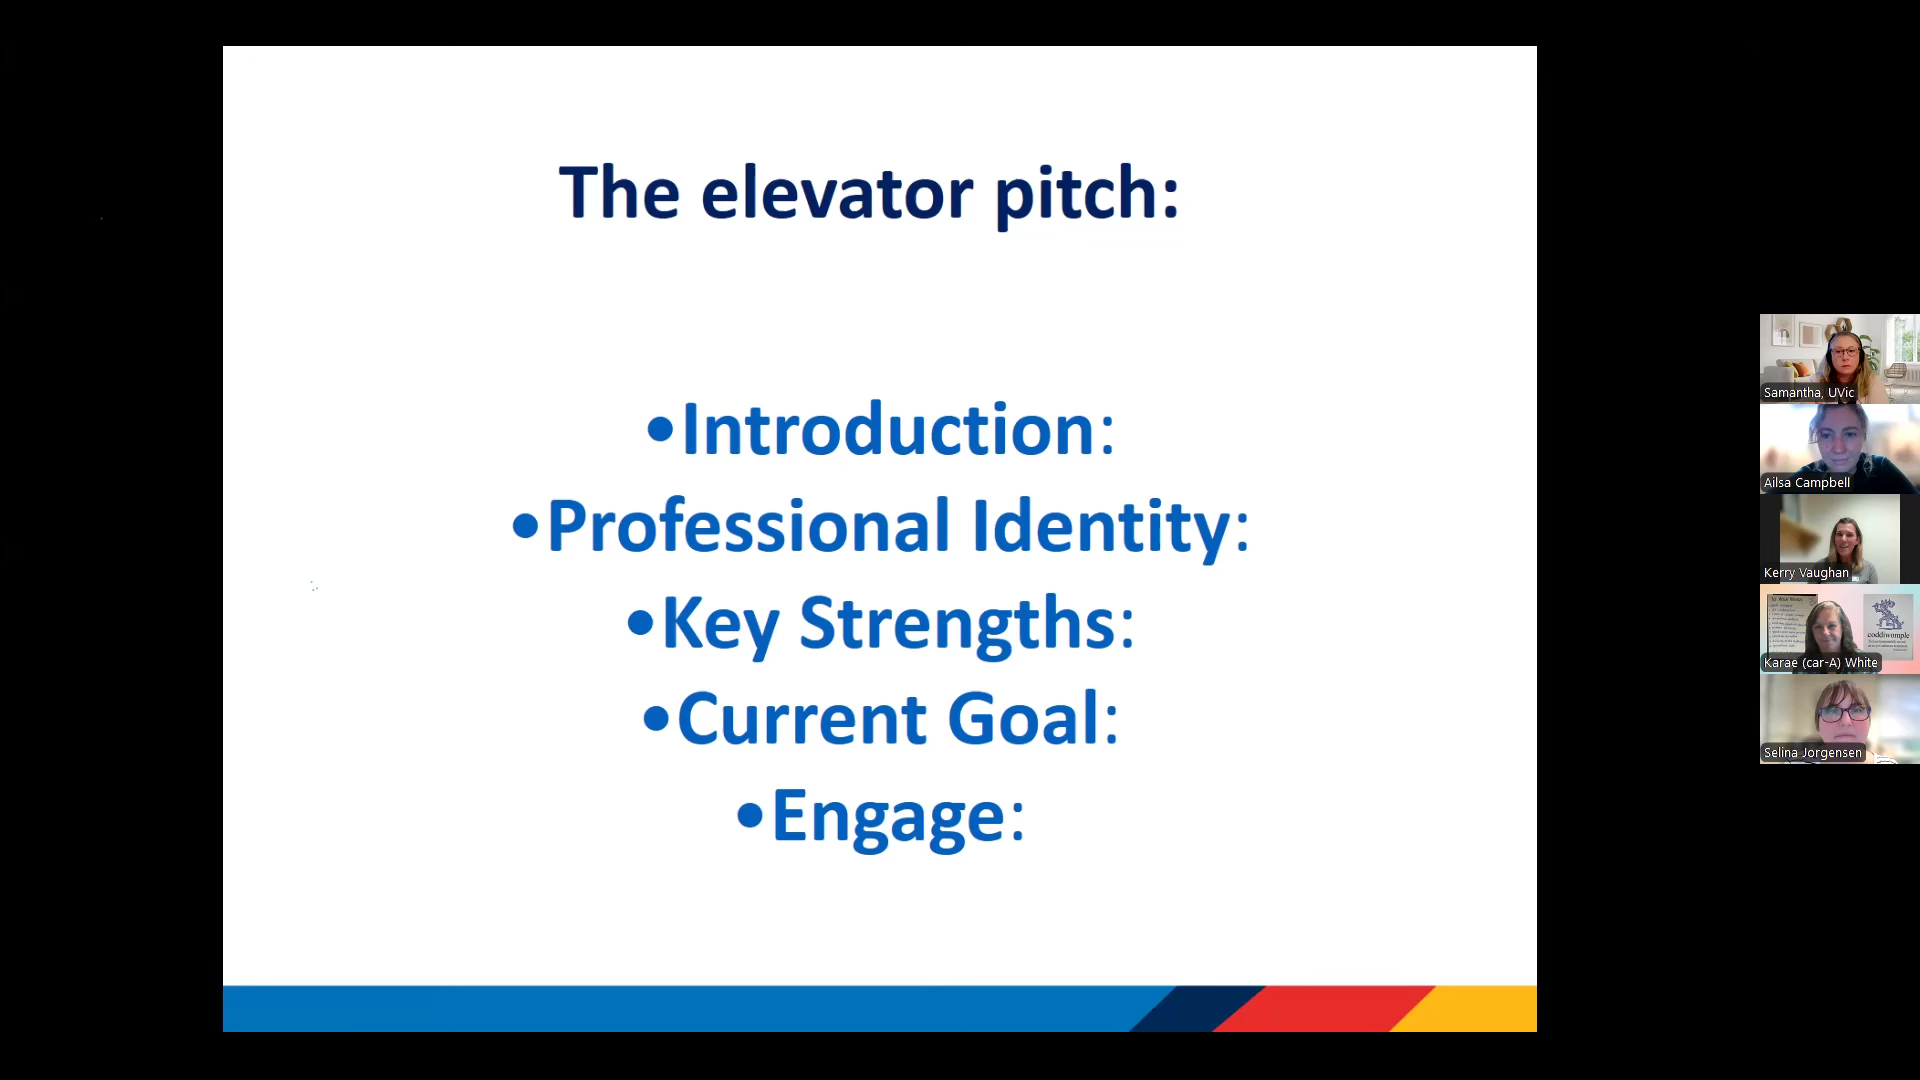 The elevator pitch:
•Introduction:
•Professional Identity:
•Key Strengths:
•Current Goal:
•Engage:
Samantha, UVic
Ailsa Campbell
Kerry Vaughan
coddiwomple
Karae (car-A) White
Selina Jorgensen